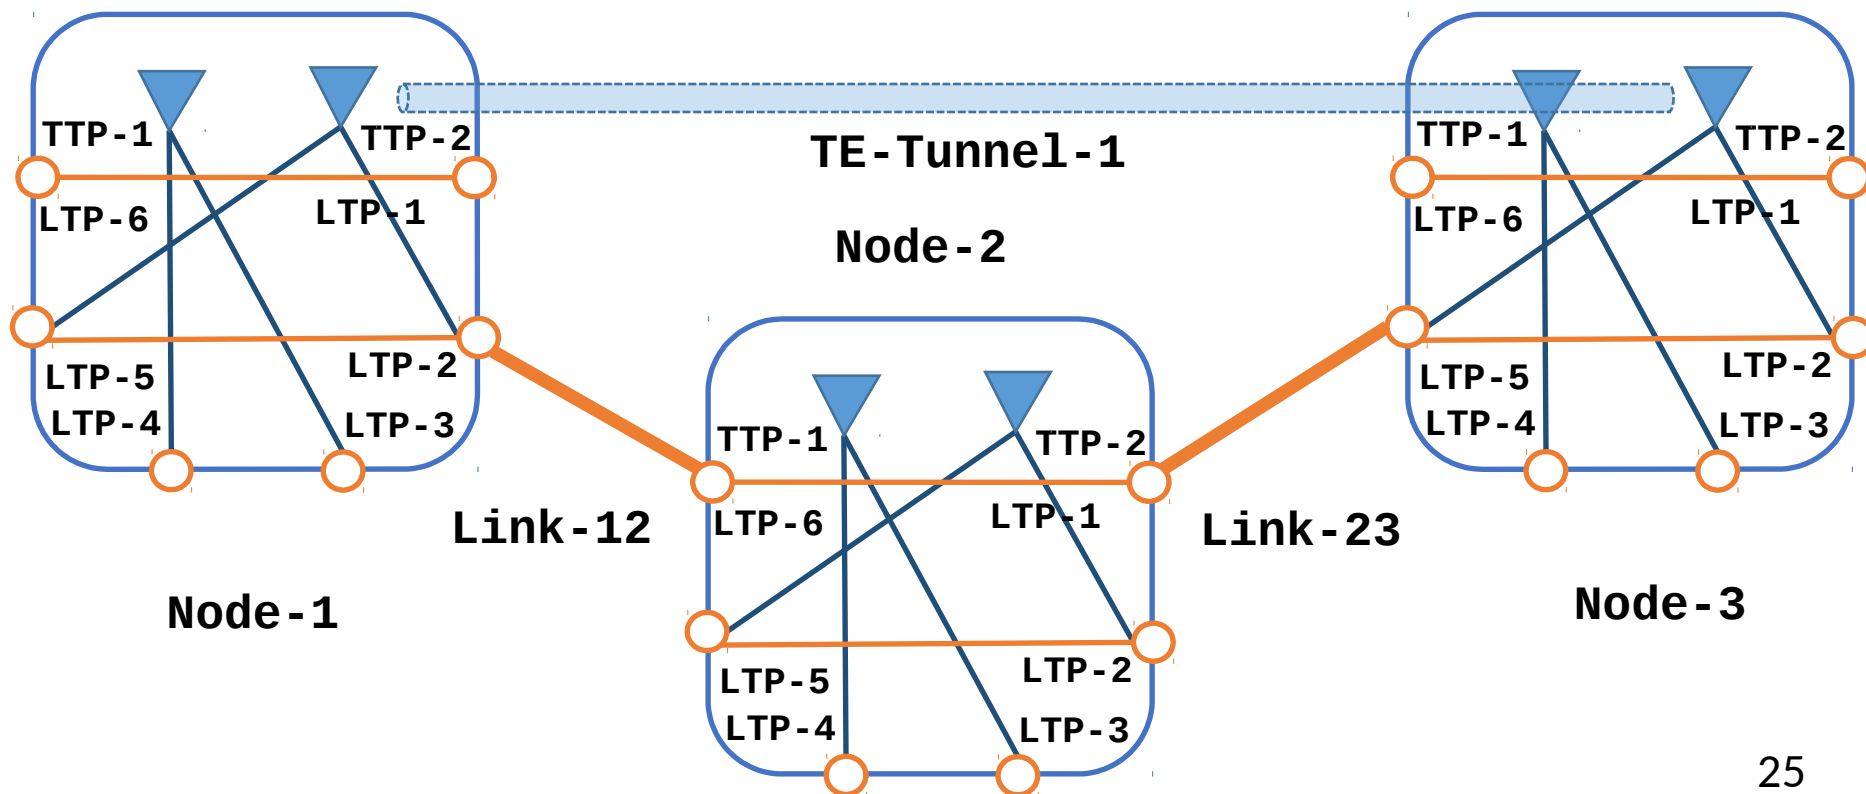 TTP-1
TTP-2
LTP-6
LTP-1
LTP-5
LTP-2
LTP-4
LTP-3
Node-1
TE-Tunnel-1
Node-2
Link-12
TTP-1
TTP-2
LTP-6
LTP-1
LTP-5
LTP-2
LTP-4
LTP-3
Link-23
TTP-1
TTP-2
LTP-6
LTP-1
LTP-5
LTP-2
LTP-4
LTP-3
Node-3
25